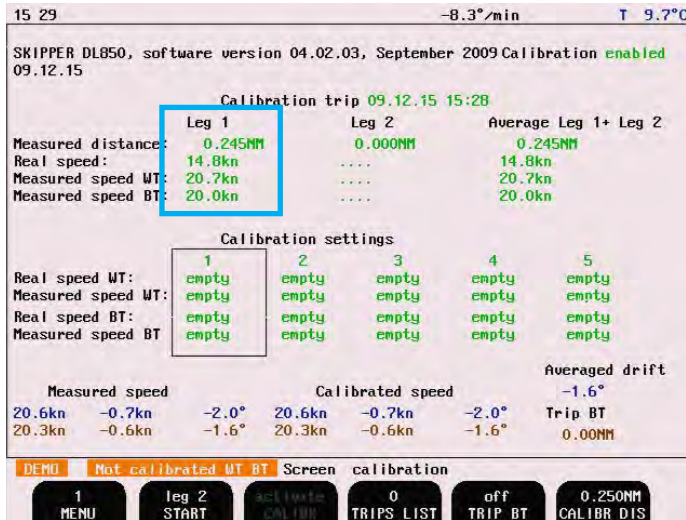 15 29 -8.3°/min T 9.7°C
SKIPPER DL850, software version 04.02.03, September 2009 Calibration enabled
09.12.15
Calibration trip 09.12.15 15:28
Leg 1 Leg 2 Average Leg 1+ Leg 2
Measured distance: 0.245NM 0.000NM 0.245NM
Real speed: 14.8kn .... 14.8kn
Measured speed WT: 20.7kn .... 20.7kn
Measured speed BT: 20.0kn .... 20.0kn
Calibration settings
1 2 3 4 5
Real speed WT: empty empty empty empty empty
Measured speed WT: empty empty empty empty empty
Real speed BT: empty empty empty empty empty
Measured speed BT empty empty empty empty empty
Averaged drift
Measured speed Calibrated speed -1.6°
20.6kn -0.7kn -2.0° 20.6kn -0.7kn -2.0° Trip BT
20.3kn -0.6kn -1.6° 20.3kn -0.6kn -1.6° 0.00NM
DEMO Not calibrated WT BT Screen calibration
1 leg 2 activate 0 off 0.250NM
MENU START CALIBR TRIPS LIST TRIP BT CALIBR DIS